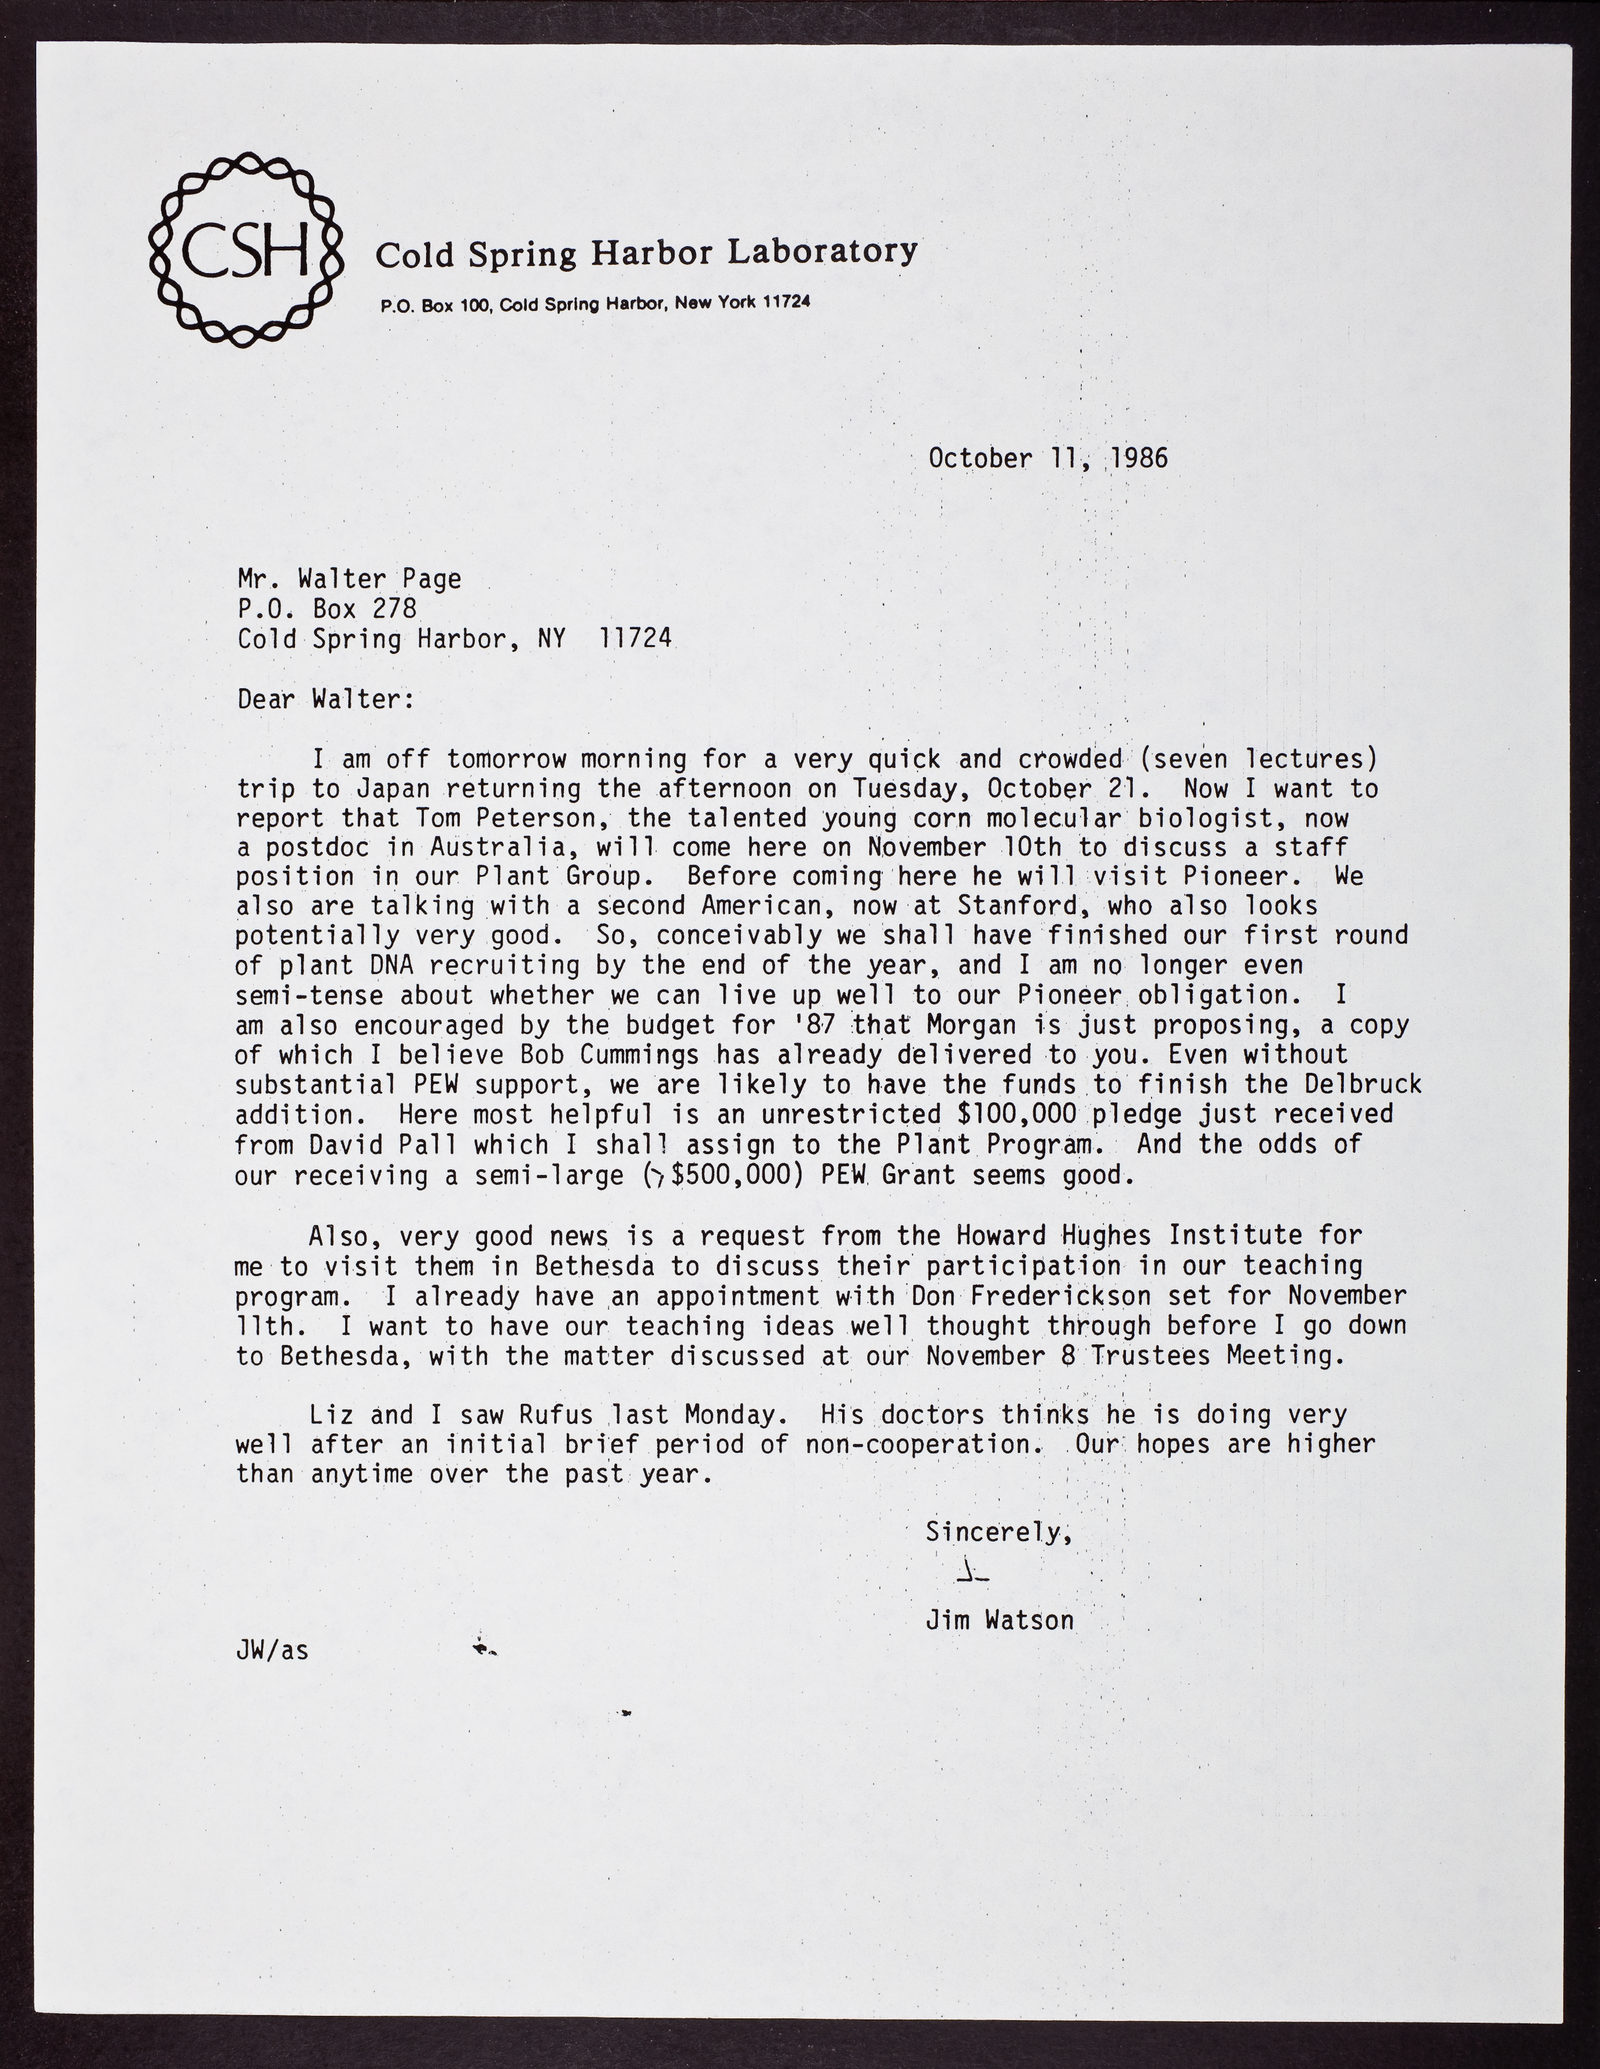 CSH
Cold Spring Harbor Laboratory
P.O. Box 100, Cold Spring Harbor, New York 11724
October 11, 1986
Mr. Walter Page
P.O. Box 278
Cold Spring Harbor, NY  11724
Dear Walter:
I am off tomorrow morning for a very quick and crowded (seven lectures)
trip to Japan returning the afternoon on Tuesday, October 21.  Now I want to
report that Tom Peterson, the talented young corn molecular biologist, now
a postdoc in Australia, will come here on November 10th to discuss a staff
position in our Plant Group.  Before coming here he will visit Pioneer.  We
also are talking with a second American, now at Stanford, who also looks
potentially very good.  So, conceivably we shall have finished our first round
of plant DNA recruiting by the end of the year, and I am no longer even
semi-tense about whether we can live up well to our Pioneer obligation.  I
am also encouraged by the budget for '87 that Morgan is just proposing, a copy
of which I believe Bob Cummings has already delivered to you. Even without
substantial PEW support, we are likely to have the funds to finish the Delbruck
addition.  Here most helpful is an unrestricted $100,000 pledge just received
from David Pall which I shall assign to the Plant Program.  And the odds of
our receiving a semi-large (>$500,000) PEW Grant seems good.
Also, very good news is a request from the Howard Hughes Institute for
me to visit them in Bethesda to discuss their participation in our teaching
program.  I already have an appointment with Don Frederickson set for November
11th.  I want to have our teaching ideas well thought through before I go down
to Bethesda, with the matter discussed at our November 8 Trustees Meeting.
Liz and I saw Rufus last Monday.  His doctors thinks he is doing very
well after an initial brief period of non-cooperation.  Our hopes are higher
than anytime over the past year.
Sincerely,
J
Jim Watson
JW/as